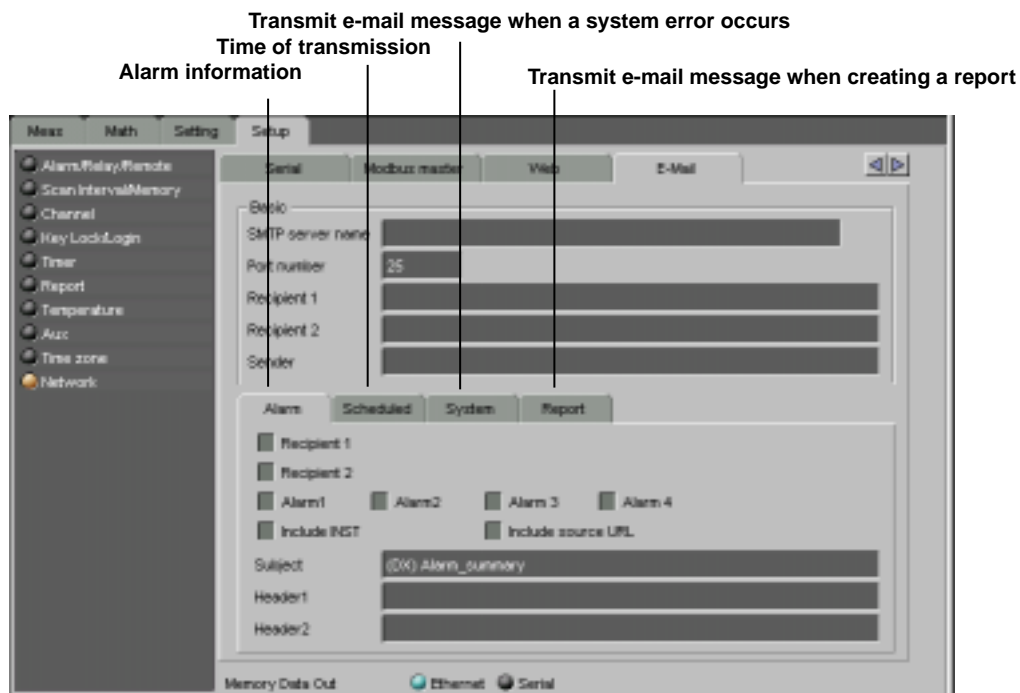 Transmit e-mail message when a system error occurs
Time of transmission
Alarm information
Transmit e-mail message when creating a report
Meas Math Setting Setup
Alarm/Relay/Remote
Scan Interval/Memory
Channel
Key Lock/Login
Timer
Report
Temperature
Aux
Time zone
Network
Serial Modbus master Web E-Mail
Basic
SMTP server name
Port number 25
Recipient 1
Recipient 2
Sender
Alarm Scheduled System Report
Recipient 1
Recipient 2
Alarm1 Alarm2 Alarm 3 Alarm 4
Include INST Include source URL
Subject (DX) Alarm_summary
Header1
Header2
Memory Data Out Ethernet Serial